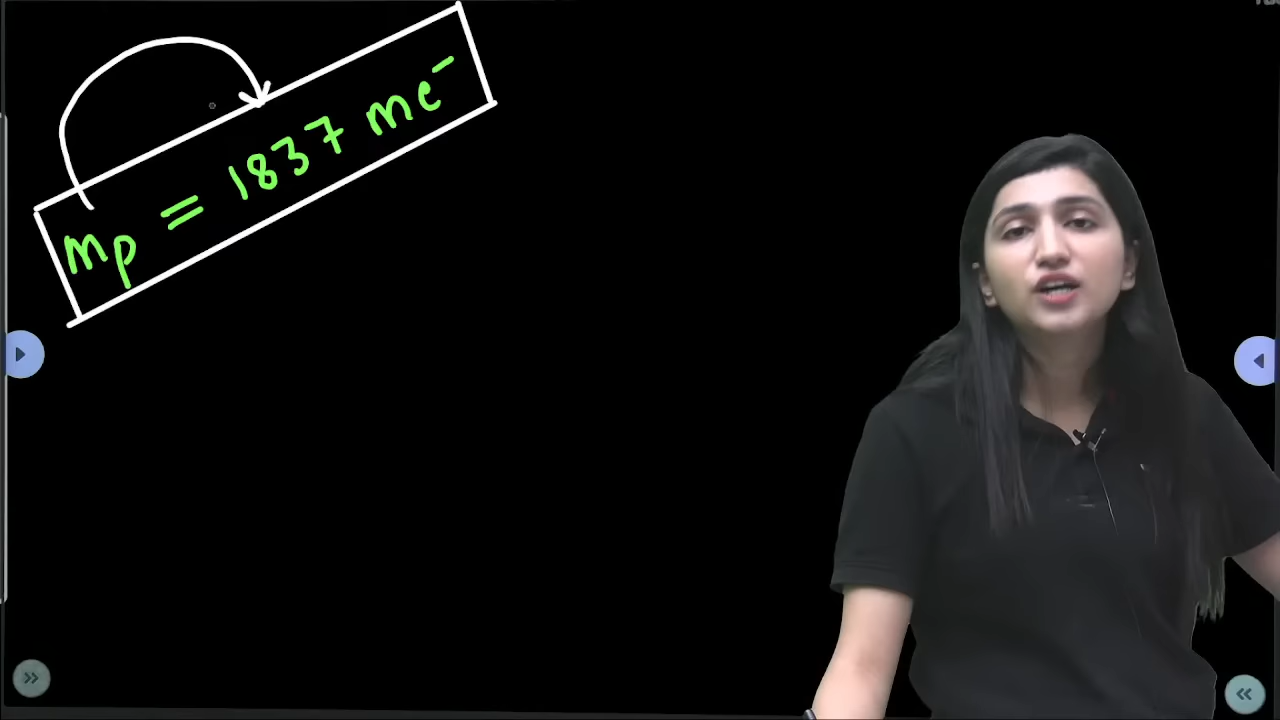 mp = 1837 me⁻